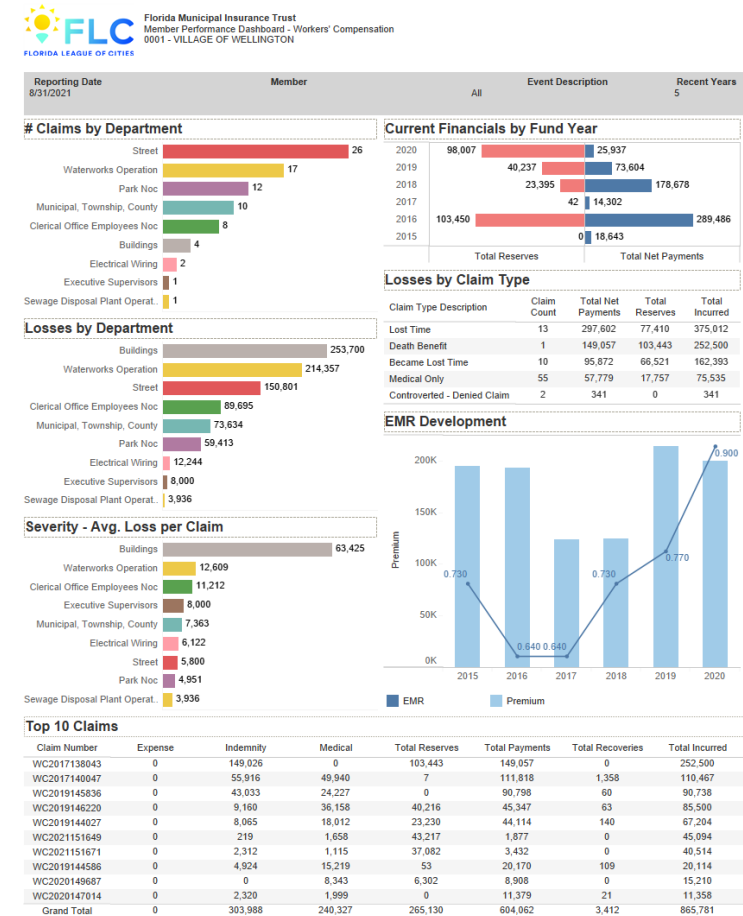 FLC
FLORIDA LEAGUE OF CITIES
Florida Municipal Insurance Trust
Member Performance Dashboard - Workers' Compensation
0001 - VILLAGE OF WELLINGTON
Reporting Date Member Event Description Recent Years
8/31/2021 All 5
# Claims by Department
Street 26
Waterworks Operation 17
Park Noc 12
Municipal, Township, County 10
Clerical Office Employees Noc 8
Buildings 4
Electrical Wiring 2
Executive Supervisors 1
Sewage Disposal Plant Operat.. 1
Losses by Department
Buildings 253,700
Waterworks Operation 214,357
Street 150,801
Clerical Office Employees Noc 89,695
Municipal, Township, County 73,634
Park Noc 59,413
Electrical Wiring 12,244
Executive Supervisors 8,000
Sewage Disposal Plant Operat.. 3,936
Severity - Avg. Loss per Claim
Buildings 63,425
Waterworks Operation 12,609
Clerical Office Employees Noc 11,212
Executive Supervisors 8,000
Municipal, Township, County 7,363
Electrical Wiring 6,122
Street 5,800
Park Noc 4,951
Sewage Disposal Plant Operat.. 3,936
Current Financials by Fund Year
2020 98,007 25,937
2019 40,237 73,604
2018 23,395 178,678
2017 42 14,302
2016 103,450 289,486
2015 0 18,643
Total Reserves Total Net Payments
Losses by Claim Type
Claim Type Description Claim Count Total Net Payments Total Reserves Total Incurred
Lost Time 13 297,602 77,410 375,012
Death Benefit 1 149,057 103,443 252,500
Became Lost Time 10 95,872 66,521 162,393
Medical Only 55 57,779 17,757 75,535
Controverted - Denied Claim 2 341 0 341
EMR Development
200K
150K
100K
50K
0K
Premium
0.730 0.640 0.640 0.730 0.770 0.900
2015 2016 2017 2018 2019 2020
EMR Premium
Top 10 Claims
Claim Number Expense Indemnity Medical Total Reserves Total Payments Total Recoveries Total Incurred
WC2017138043 0 149,026 0 103,443 149,057 0 252,500
WC2017140047 0 55,916 49,940 7 111,818 1,358 110,467
WC2019145836 0 43,033 24,227 0 90,798 60 90,738
WC2019146220 0 9,160 36,158 40,216 45,347 63 85,500
WC2019144027 0 8,065 18,012 23,230 44,114 140 67,204
WC2021151649 0 219 1,658 43,217 1,877 0 45,094
WC2021151671 0 2,312 1,115 37,082 3,432 0 40,514
WC2019144586 0 4,924 15,219 53 20,170 109 20,114
WC2020149687 0 0 8,343 6,302 8,908 0 15,210
WC2020147014 0 2,320 1,999 0 11,379 21 11,358
Grand Total 0 303,988 240,327 265,130 604,062 3,412 865,781